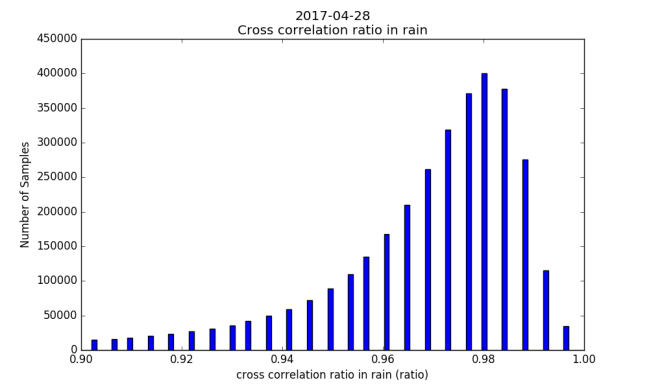 2017-04-28
Cross correlation ratio in rain
450000
400000
350000
300000
250000
200000
150000
100000
50000
0
Number of Samples
0.90 0.92 0.94 0.96 0.98 1.00
cross correlation ratio in rain (ratio)